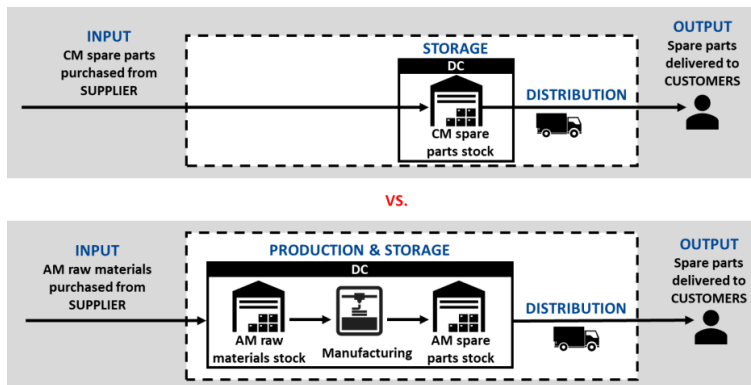 INPUT
CM spare parts
purchased from
SUPPLIER
STORAGE
DC
CM spare
parts stock
DISTRIBUTION
OUTPUT
Spare parts
delivered to
CUSTOMERS
VS.
INPUT
AM raw materials
purchased from
SUPPLIER
PRODUCTION & STORAGE
DC
AM raw
materials stock
Manufacturing
AM spare
parts stock
DISTRIBUTION
OUTPUT
Spare parts
delivered to
CUSTOMERS